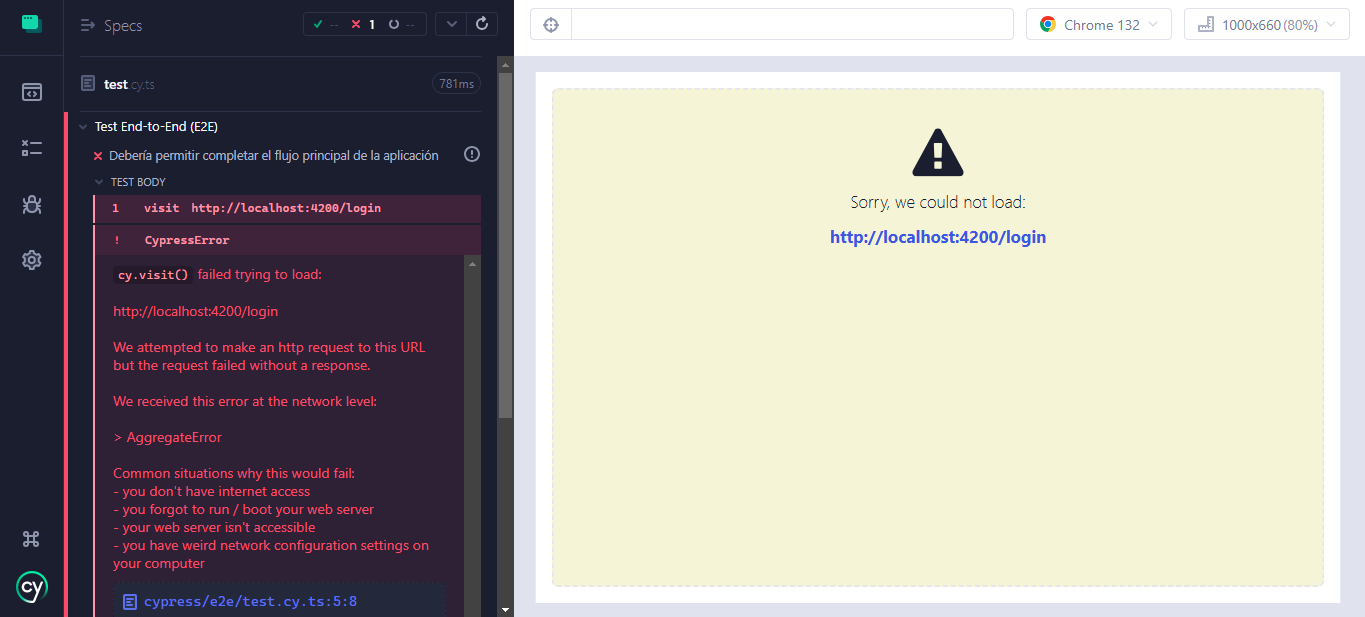 Specs
-- 1 --
test cy.ts
781ms
Test End-to-End (E2E)
Debería permitir completar el flujo principal de la aplicación
TEST BODY
1 visit http://localhost:4200/login
! CypressError
cy.visit() failed trying to load:
http://localhost:4200/login
We attempted to make an http request to this URL
but the request failed without a response.
We received this error at the network level:
> AggregateError
Common situations why this would fail:
- you don't have internet access
- you forgot to run / boot your web server
- your web server isn't accessible
- you have weird network configuration settings on
your computer
cypress/e2e/test.cy.ts:5:8
cy
Chrome 132
1000x660 (80%)
Sorry, we could not load:
http://localhost:4200/login